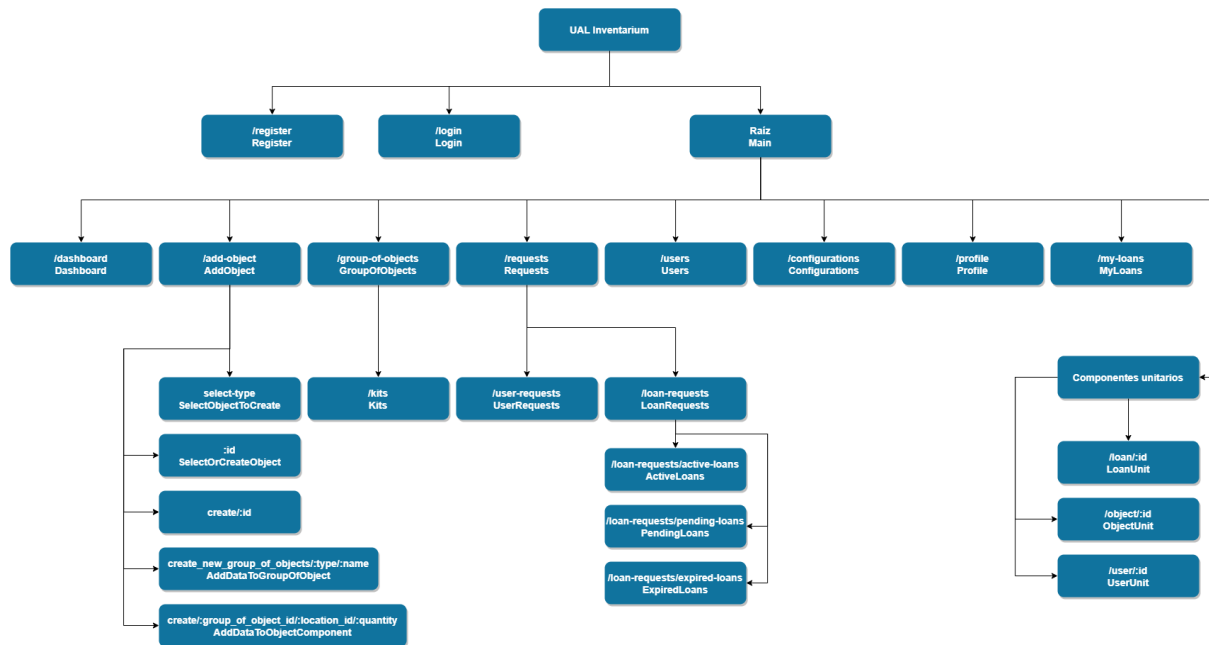 UAL Inventarium
/register
Register
/login
Login
Raiz
Main
/dashboard
Dashboard
/add-object
AddObject
/group-of-objects
GroupOfObjects
/requests
Requests
/users
Users
/configurations
Configurations
/profile
Profile
/my-loans
MyLoans
select-type
SelectObjectToCreate
/kits
Kits
/user-requests
UserRequests
/loan-requests
LoanRequests
Componentes unitarios
:id
SelectOrCreateObject
create/:id
create_new_group_of_objects/:type/:name
AddDataToGroupOfObject
create/:group_of_object_id/:location_id/:quantity
AddDataToObjectComponent
/loan-requests/active-loans
ActiveLoans
/loan-requests/pending-loans
PendingLoans
/loan-requests/expired-loans
ExpiredLoans
/loan/:id
LoanUnit
/object/:id
ObjectUnit
/user/:id
UserUnit